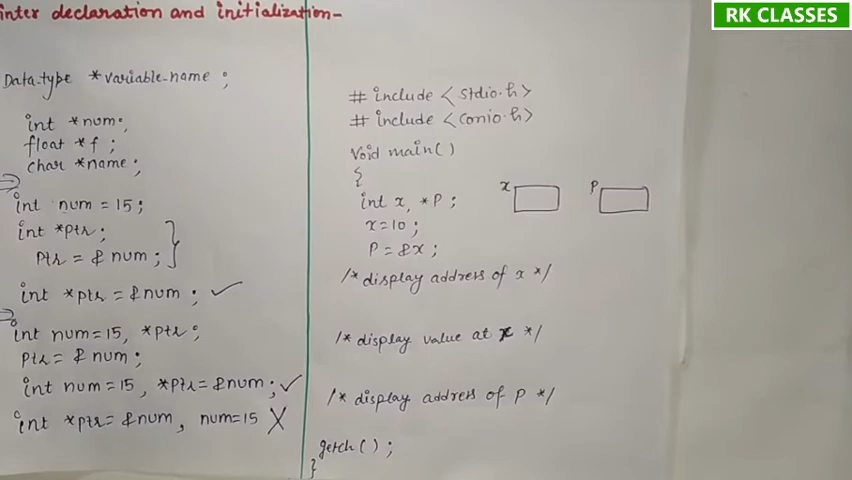 RK CLASSES
inter declaration and initialization-
Data-type *variable-name ;
int *num;
float *f ;
char *name;
int num = 15;
int *ptr;
ptr = & num ;
int *ptr = &num ; ✓
int num=15, *ptr;
ptr = & num;
int num=15 , *ptr=&num; ✓
int *ptr= &num, num=15 X
# include <stdio.h>
# include <conio.h>
Void main()
{
int x, *P ;
x=10 ;
P = &x ;
x
P
/* display address of x */
/* display value at x */
/* display address of P */
getch() ;
}